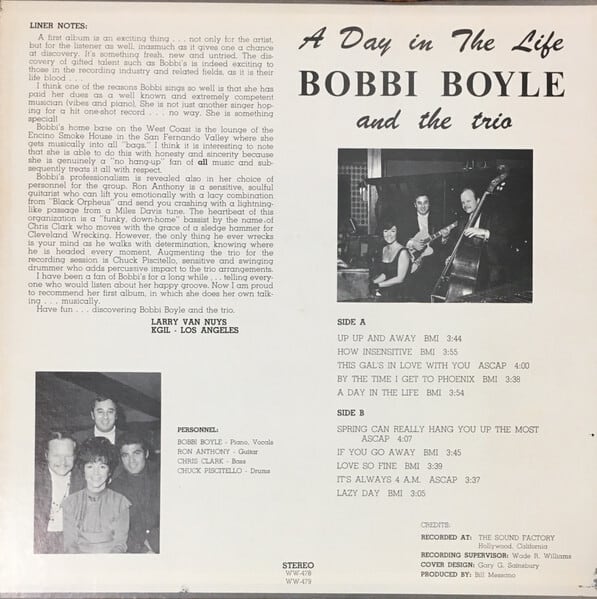 LINER NOTES:
A first album is an exciting thing . . . not only for the artist,
but for the listener as well, inasmuch as it gives one a chance
at discovery. It's something fresh, new and untried. The dis-
covery of gifted talent such as Bobbi's is indeed exciting to
those in the recording industry and related fields, as it is their
life blood . . .
I think one of the reasons Bobbi sings so well is that she has
paid her dues as a well known and extremely competent
musician (vibes and piano). She is not just another singer hop-
ing for a hit one-shot record . . . no way. She is something
special!
Bobbi's home base on the West Coast is the lounge of the
Encino Smoke House in the San Fernando Valley where she
gets musically into all "bags." I think it is interesting to note
that she is able to do this with honesty and sincerity because
she is genuinely a "no hang-up" fan of all music and sub-
sequently treats it all with respect.
Bobbi's professionalism is revealed also in her choice of
personnel for the group. Ron Anthony is a sensitive, soulful
guitarist who can lift you emotionally with a lacy combination
from "Black Orpheus" and send you crashing with a lightning-
like passage from a Miles Davis tune. The heartbeat of this
organization is a "funky, down-home" bassist by the name of
Chris Clark who moves with the grace of a sledge hammer for
Cleveland Wrecking. However, the only thing he ever wrecks
is your mind as he walks with determination, knowing where
he is headed every moment. Augmenting the trio for the
recording session is Chuck Piscitello, sensitive and swinging
drummer who adds percussive impact to the trio arrangements.
I have been a fan of Bobbi's for a long while . . . telling every-
one who would listen about her happy groove. Now I am proud
to recommend her first album, in which she does her own talk-
ing . . . musically.
Have fun . . . discovering Bobbi Boyle and the trio.
LARRY VAN NUYS
KGIL - LOS ANGELES
A Day in The Life
BOBBI BOYLE
and the trio
SIDE A
UP UP AND AWAY BMI 3:44
HOW INSENSITIVE BMI 3:55
THIS GAL'S IN LOVE WITH YOU ASCAP 4:00
BY THE TIME I GET TO PHOENIX BMI 3:38
A DAY IN THE LIFE BMI 3:54
SIDE B
SPRING CAN REALLY HANG YOU UP THE MOST
ASCAP 4:07
IF YOU GO AWAY BMI 3:45
LOVE SO FINE BMI 3:39
IT'S ALWAYS 4 A.M. ASCAP 3:37
LAZY DAY BMI 3:05
PERSONNEL:
BOBBI BOYLE - Piano, Vocals
RON ANTHONY - Guitar
CHRIS CLARK - Bass
CHUCK PISCITELLO - Drums
STEREO
WW-478
WW-479
CREDITS:
RECORDED AT: THE SOUND FACTORY
Hollywood, California
RECORDING SUPERVISOR: Wade R. Williams
COVER DESIGN: Gary G. Sainsbury
PRODUCED BY: Bill Messano